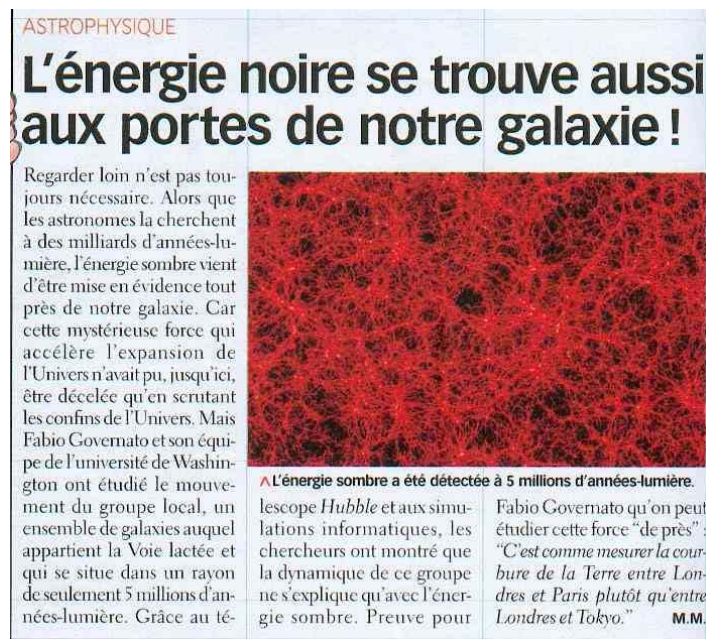 ASTROPHYSIQUE
L'énergie noire se trouve aussi
aux portes de notre galaxie !
Regarder loin n'est pas tou-
jours nécessaire. Alors que
les astronomes la cherchent
à des milliards d'années-lu-
mière, l'énergie sombre vient
d'être mise en évidence tout
près de notre galaxie. Car
cette mystérieuse force qui
accélère l'expansion de
l'Univers n'avait pu, jusqu'ici,
être décelée qu'en scrutant
les confins de l'Univers. Mais
Fabio Governato et son équi-
pe de l'université de Washin-
gton ont étudié le mouve-
ment du groupe local, un
ensemble de galaxies auquel
appartient la Voie lactée et
qui se situe dans un rayon
de seulement 5 millions d'an-
nées-lumière. Grâce au té-
^ L'énergie sombre a été détectée à 5 millions d'années-lumière.
lescope Hubble et aux simu-
lations informatiques, les
chercheurs ont montré que
la dynamique de ce groupe
ne s'explique qu'avec l'éner-
gie sombre. Preuve pour
Fabio Governato qu'on peut
étudier cette force "de près" :
"C'est comme mesurer la cour-
bure de la Terre entre Lon-
dres et Paris plutôt qu'entre
Londres et Tokyo." M.M.